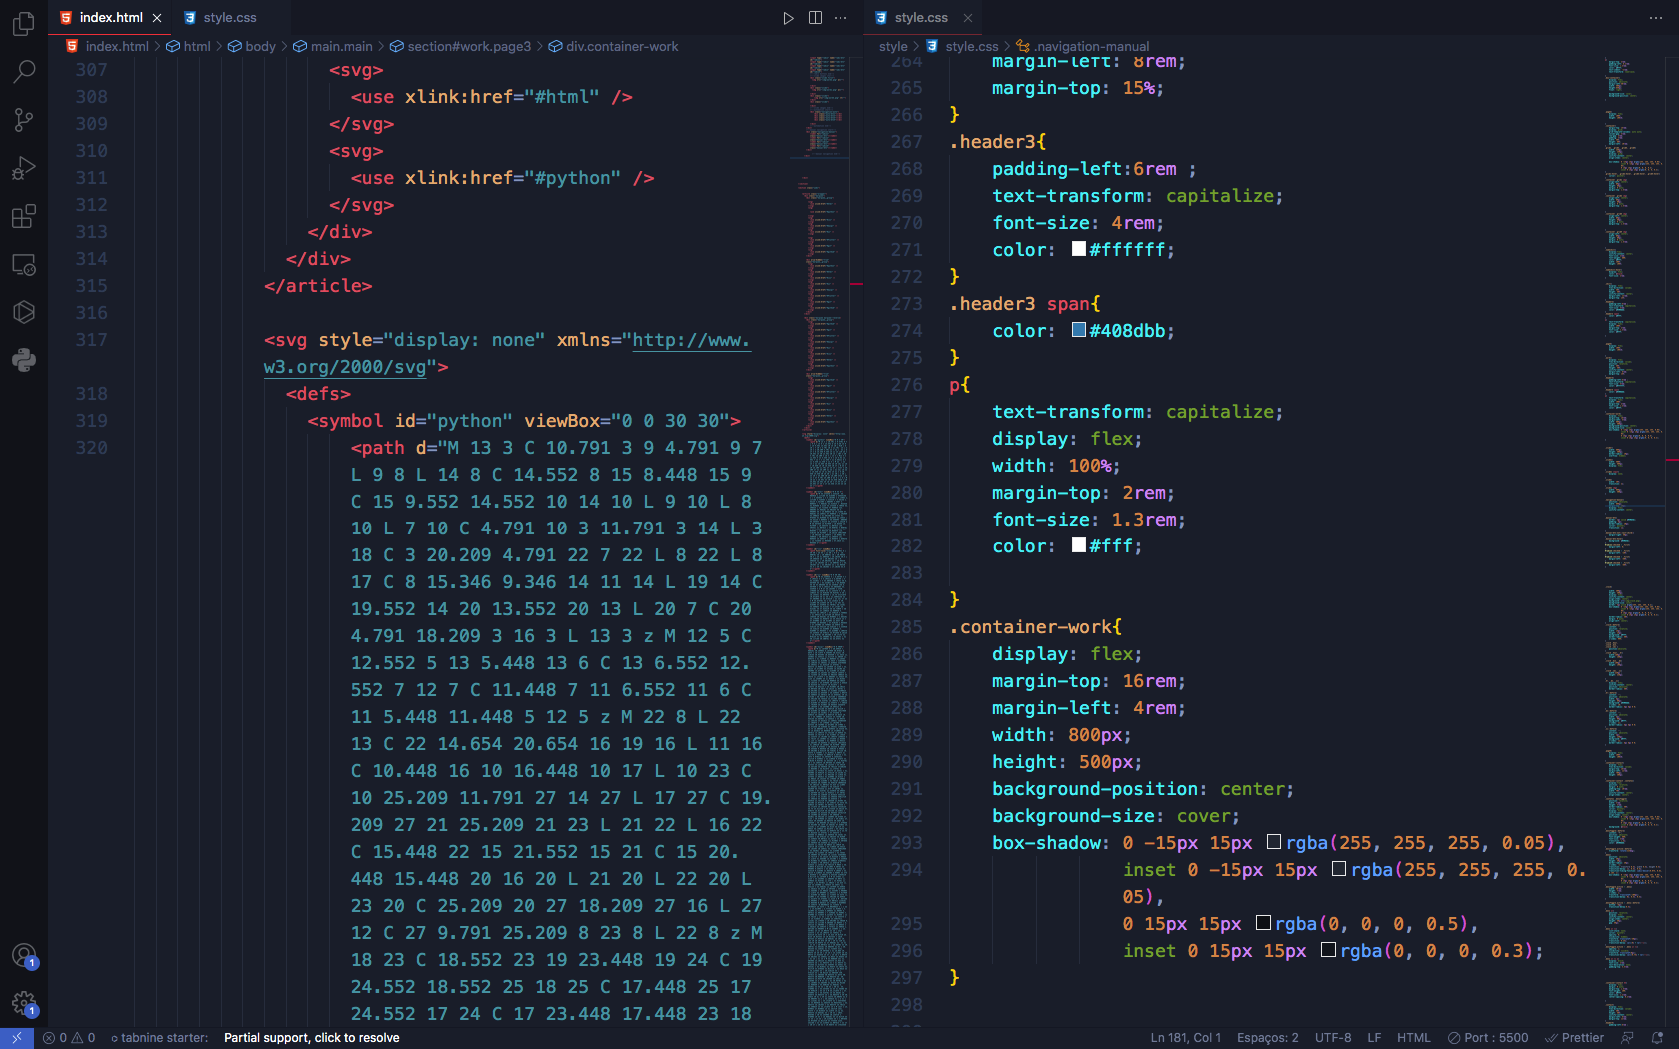 index.html
style.css
index.html > html > body > main.main > section#work.page3 > div.container-work
307 <svg>
308 <use xlink:href="#html" />
309 </svg>
310 <svg>
311 <use xlink:href="#python" />
312 </svg>
313 </div>
314 </div>
315 </article>
316
317 <svg style="display: none" xmlns="http://www.
w3.org/2000/svg">
318 <defs>
319 <symbol id="python" viewBox="0 0 30 30">
320 <path d="M 13 3 C 10.791 3 9 4.791 9 7
L 9 8 L 14 8 C 14.552 8 15 8.448 15 9
C 15 9.552 14.552 10 14 10 L 9 10 L 8
10 L 7 10 C 4.791 10 3 11.791 3 14 L 3
18 C 3 20.209 4.791 22 7 22 L 8 22 L 8
17 C 8 15.346 9.346 14 11 14 L 19 14 C
19.552 14 20 13.552 20 13 L 20 7 C 20
4.791 18.209 3 16 3 L 13 3 z M 12 5 C
12.552 5 13 5.448 13 6 C 13 6.552 12.
552 7 12 7 C 11.448 7 11 6.552 11 6 C
11 5.448 11.448 5 12 5 z M 22 8 L 22
13 C 22 14.654 20.654 16 19 16 L 11 16
C 10.448 16 10 16.448 10 17 L 10 23 C
10 25.209 11.791 27 14 27 L 17 27 C 19.
209 27 21 25.209 21 23 L 21 22 L 16 22
C 15.448 22 15 21.552 15 21 C 15 20.
448 15.448 20 16 20 L 21 20 L 22 20 L
23 20 C 25.209 20 27 18.209 27 16 L 27
12 C 27 9.791 25.209 8 23 8 L 22 8 z M
18 23 C 18.552 23 19 23.448 19 24 C 19
24.552 18.552 25 18 25 C 17.448 25 17
24.552 17 24 C 17 23.448 17.448 23 18
style.css
style > style.css > .navigation-manual
264 margin-left: 8rem;
265 margin-top: 15%;
266 }
267 .header3{
268 padding-left:6rem ;
269 text-transform: capitalize;
270 font-size: 4rem;
271 color: #ffffff;
272 }
273 .header3 span{
274 color: #408dbb;
275 }
276 p{
277 text-transform: capitalize;
278 display: flex;
279 width: 100%;
280 margin-top: 2rem;
281 font-size: 1.3rem;
282 color: #fff;
283
284 }
285 .container-work{
286 display: flex;
287 margin-top: 16rem;
288 margin-left: 4rem;
289 width: 800px;
290 height: 500px;
291 background-position: center;
292 background-size: cover;
293 box-shadow: 0 -15px 15px rgba(255, 255, 255, 0.05),
294 inset 0 -15px 15px rgba(255, 255, 255, 0.
05),
295 0 15px 15px rgba(0, 0, 0, 0.5),
296 inset 0 15px 15px rgba(0, 0, 0, 0.3);
297 }
298
1
1
0 0 tabnine starter: Partial support, click to resolve
Ln 181, Col 1 Espaços: 2 UTF-8 LF HTML Port : 5500 Prettier